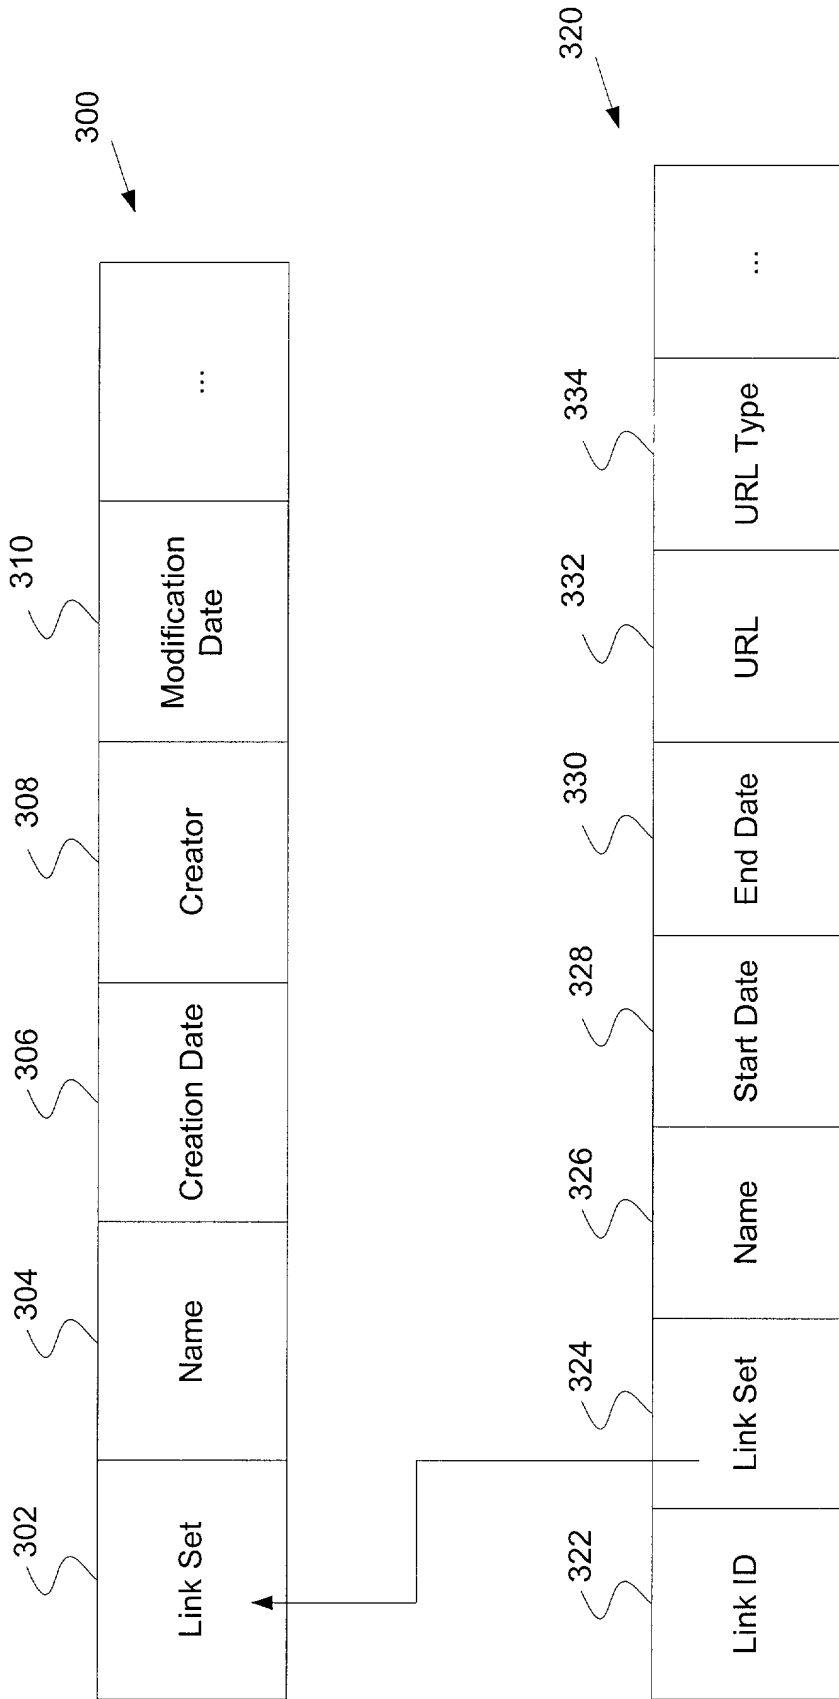 300
302
304
306
308
310
Link Set
Name
Creation Date
Creator
Modification
Date
...
320
322
324
326
328
330
332
334
Link ID
Link Set
Name
Start Date
End Date
URL
URL Type
...